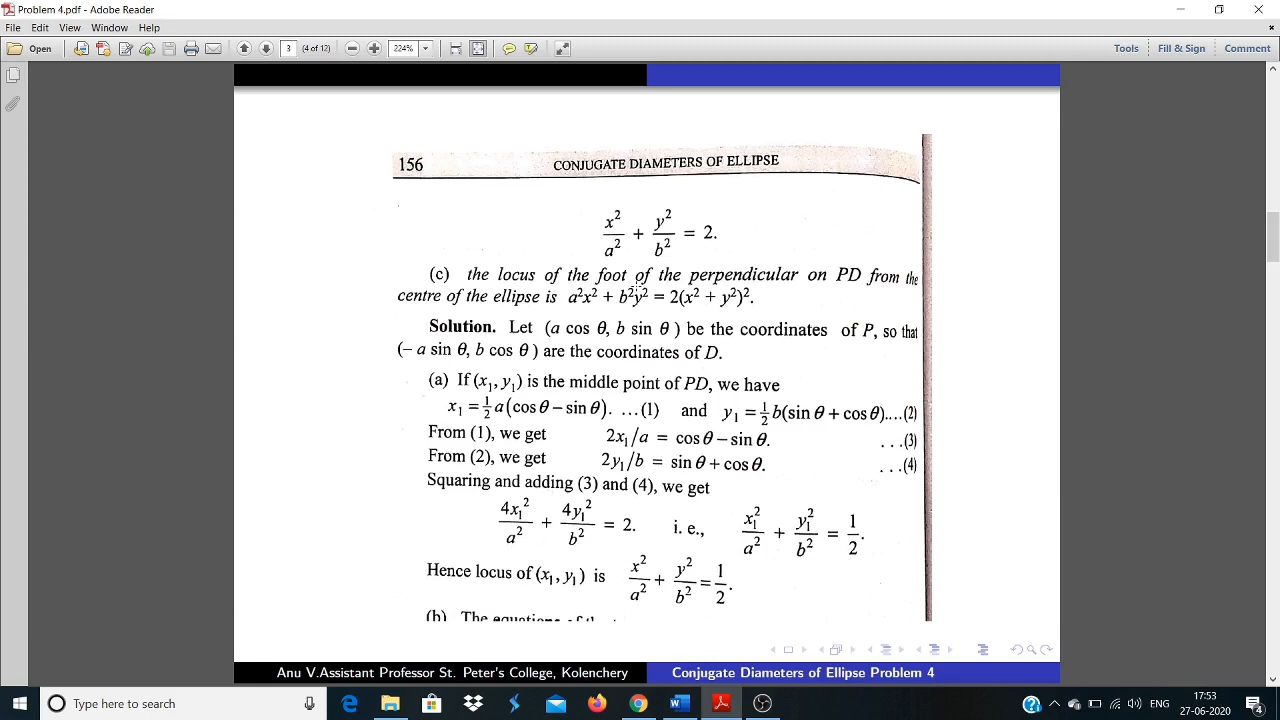 Problem 4.pdf - Adobe Reader
File Edit View Window Help
Open 3 (4 of 12) 224% Tools Fill & Sign Comment
156 CONJUGATE DIAMETERS OF ELLIPSE
x²/a² + y²/b² = 2.
(c) the locus of the foot of the perpendicular on PD from the
centre of the ellipse is a²x² + b²y² = 2(x² + y²)².
Solution. Let (a cos θ, b sin θ ) be the coordinates of P, so that
(– a sin θ, b cos θ ) are the coordinates of D.
(a) If (x₁, y₁) is the middle point of PD, we have
x₁ = ½ a(cos θ – sin θ). ...(1) and y₁ = ½ b(sin θ + cos θ)....(2)
From (1), we get 2x₁/a = cos θ – sin θ. ...(3)
From (2), we get 2y₁/b = sin θ + cos θ. ...(4)
Squaring and adding (3) and (4), we get
4x₁²/a² + 4y₁²/b² = 2. i. e., x₁²/a² + y₁²/b² = 1/2.
Hence locus of (x₁, y₁) is x²/a² + y²/b² = 1/2.
(b) The equations of the
Anu V.Assistant Professor St. Peter's College, Kolenchery Conjugate Diameters of Ellipse Problem 4
Type here to search ENG 17:53
27-06-2020